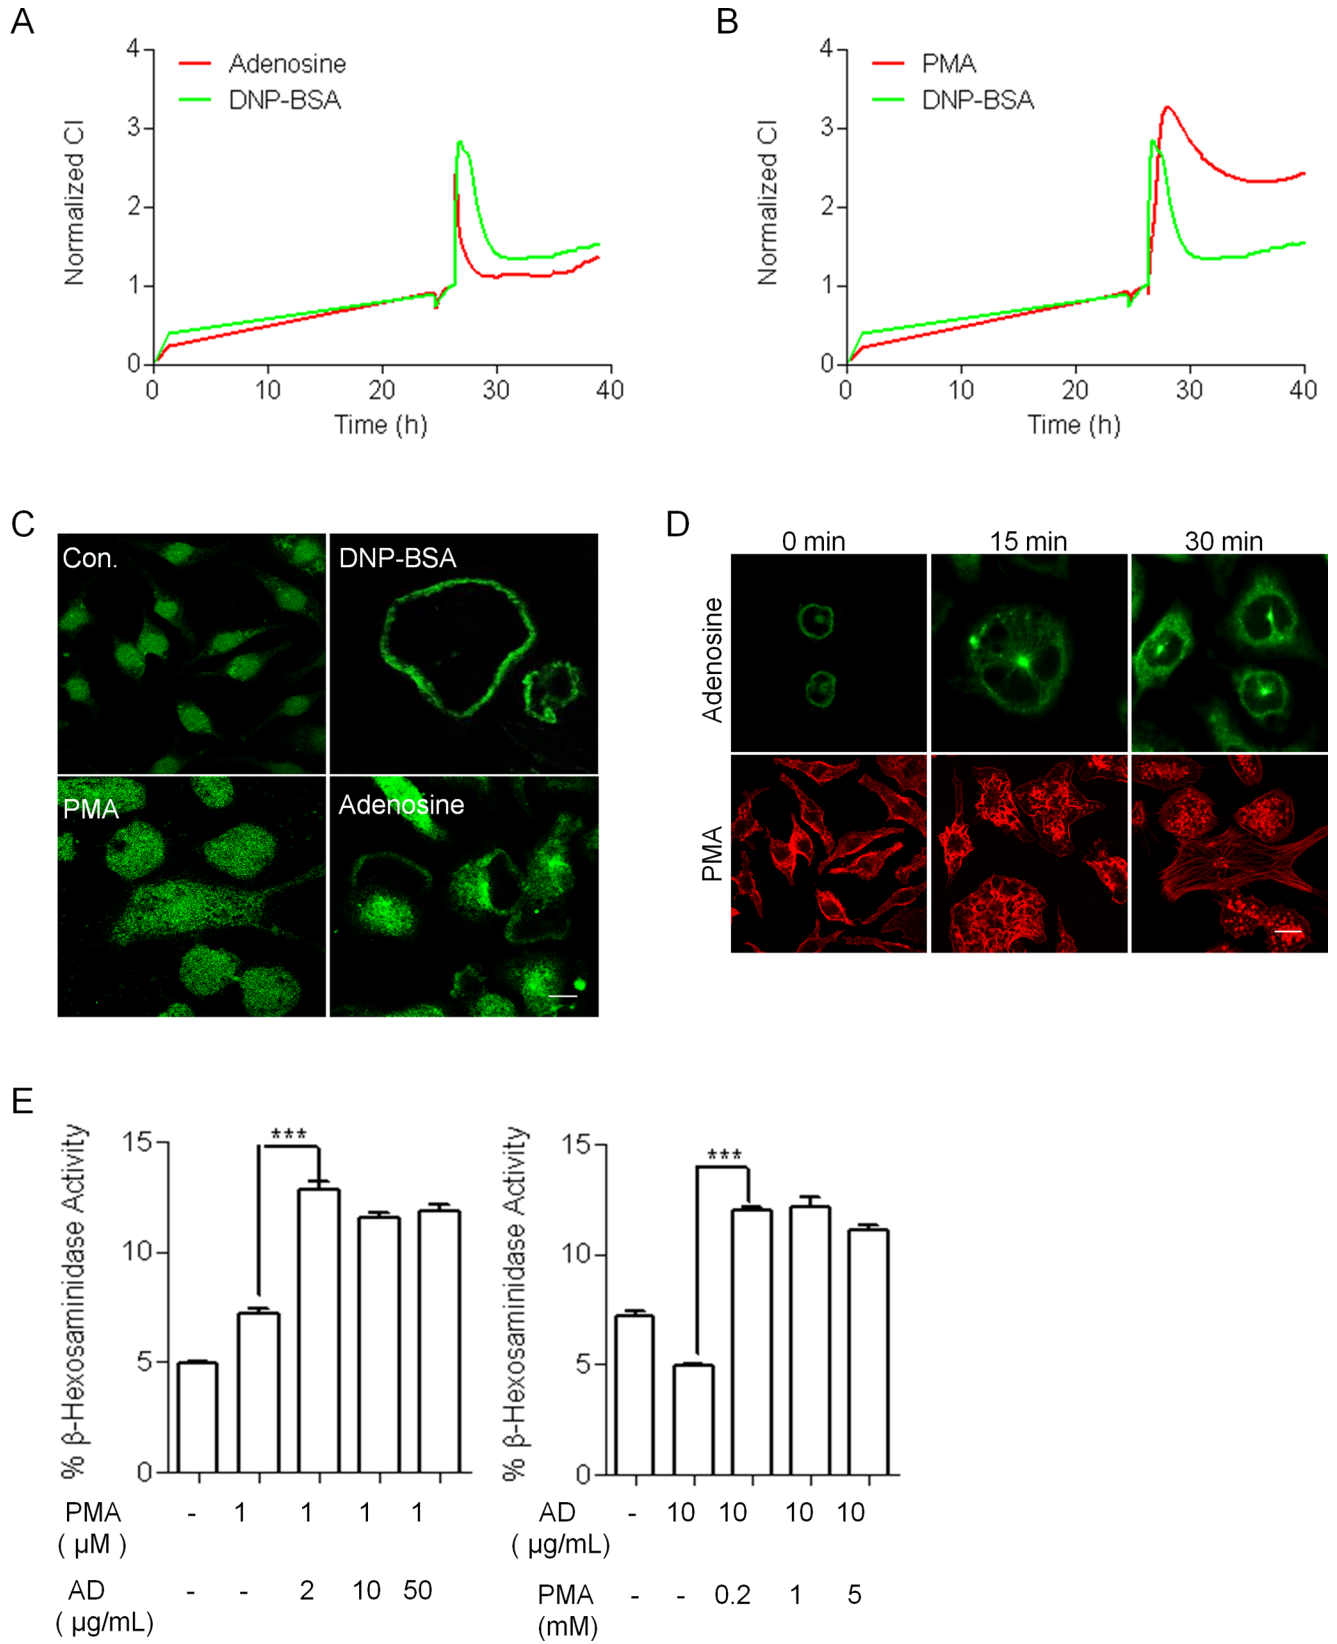 A
B
4
3
2
1
0
Normalized CI
Adenosine
DNP-BSA
0 10 20 30 40
Time (h)
4
3
2
1
0
Normalized CI
PMA
DNP-BSA
0 10 20 30 40
Time (h)
C
Con.
DNP-BSA
PMA
Adenosine
D
0 min 15 min 30 min
Adenosine
PMA
E
% β-Hexosaminidase Activity
15
10
5
0
***
PMA - 1 1 1 1
( µM )
AD - - 2 10 50
( µg/mL)
% β-Hexosaminidase Activity
15
10
5
0
***
AD - 10 10 10 10
( µg/mL)
PMA - - 0.2 1 5
(mM)